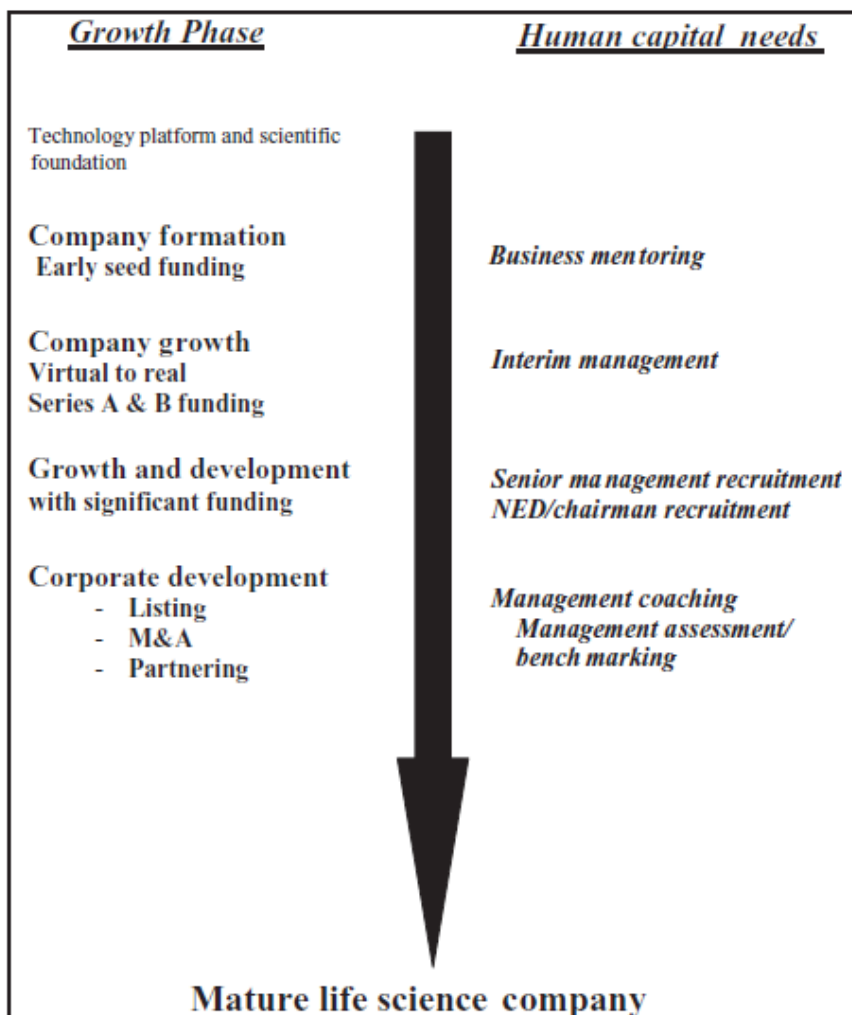 Growth Phase
Human capital needs
Technology platform and scientific
foundation
Company formation
Early seed funding
Business mentoring
Company growth
Virtual to real
Series A & B funding
Interim management
Growth and development
with significant funding
Senior management recruitment
NED/chairman recruitment
Corporate development
- Listing
- M&A
- Partnering
Management coaching
Management assessment/
bench marking
Mature life science company